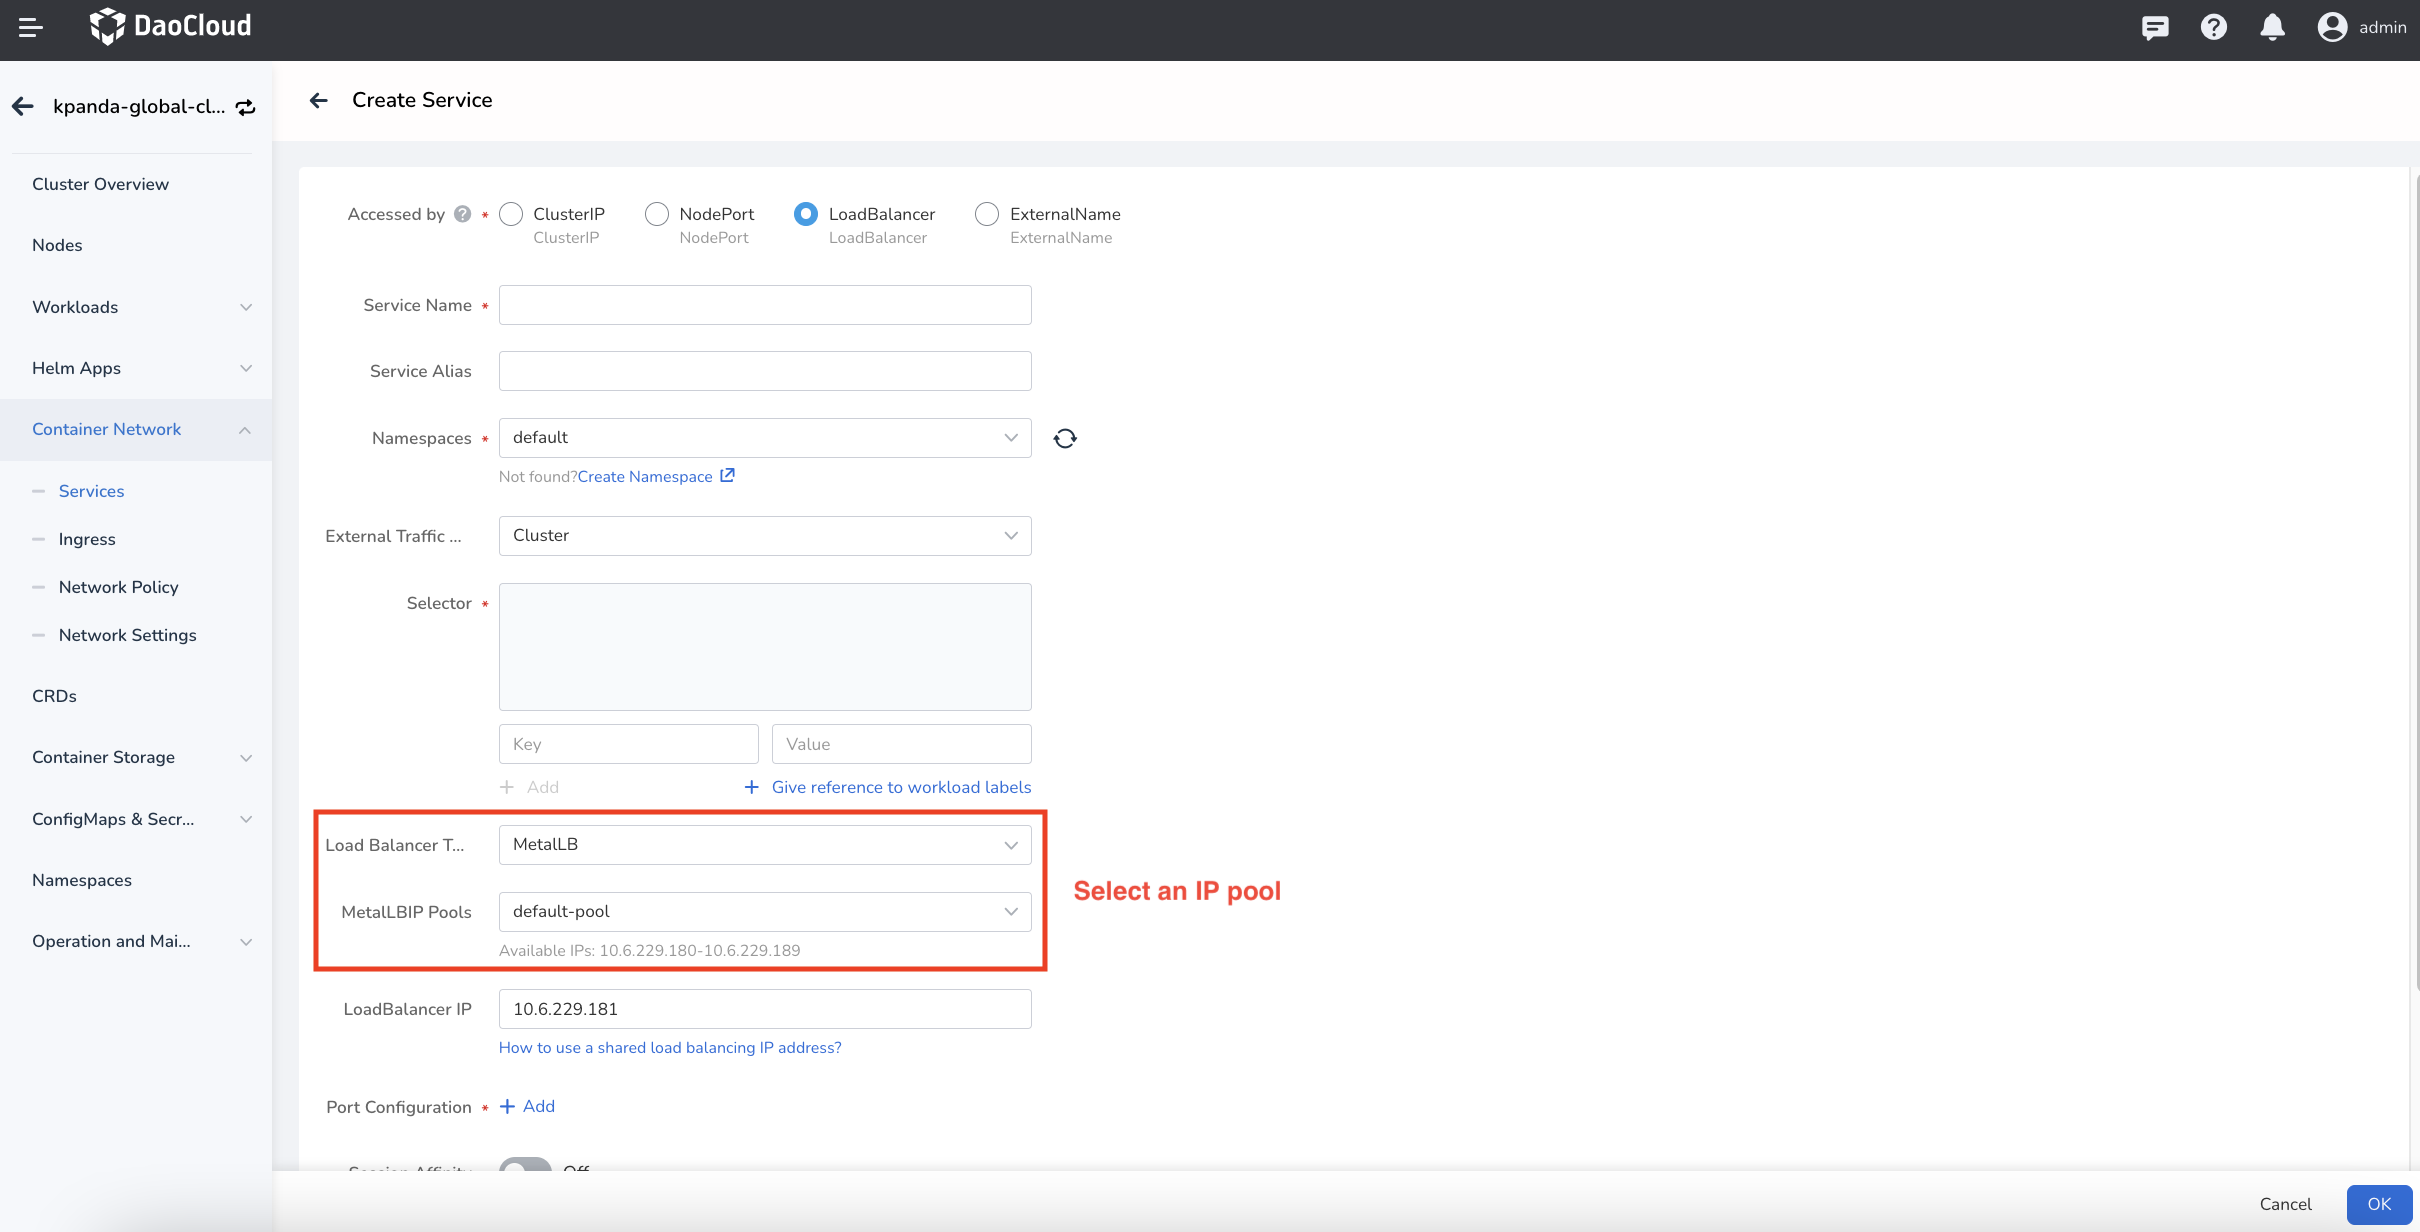 DaoCloud
admin
kpanda-global-cl...
Create Service
Cluster Overview
Nodes
Workloads
Helm Apps
Container Network
Services
Ingress
Network Policy
Network Settings
CRDs
Container Storage
ConfigMaps & Secr...
Namespaces
Operation and Mai...
Accessed by ? *
ClusterIP
ClusterIP
NodePort
NodePort
LoadBalancer
LoadBalancer
ExternalName
ExternalName
Service Name *
Service Alias
Namespaces * default
Not found?Create Namespace
External Traffic ... Cluster
Selector *
Key Value
+ Add + Give reference to workload labels
Load Balancer T... MetalLB
MetalLBIP Pools default-pool
Available IPs: 10.6.229.180-10.6.229.189
Select an IP pool
LoadBalancer IP 10.6.229.181
How to use a shared load balancing IP address?
Port Configuration * + Add
Session Affinity Off
Cancel OK